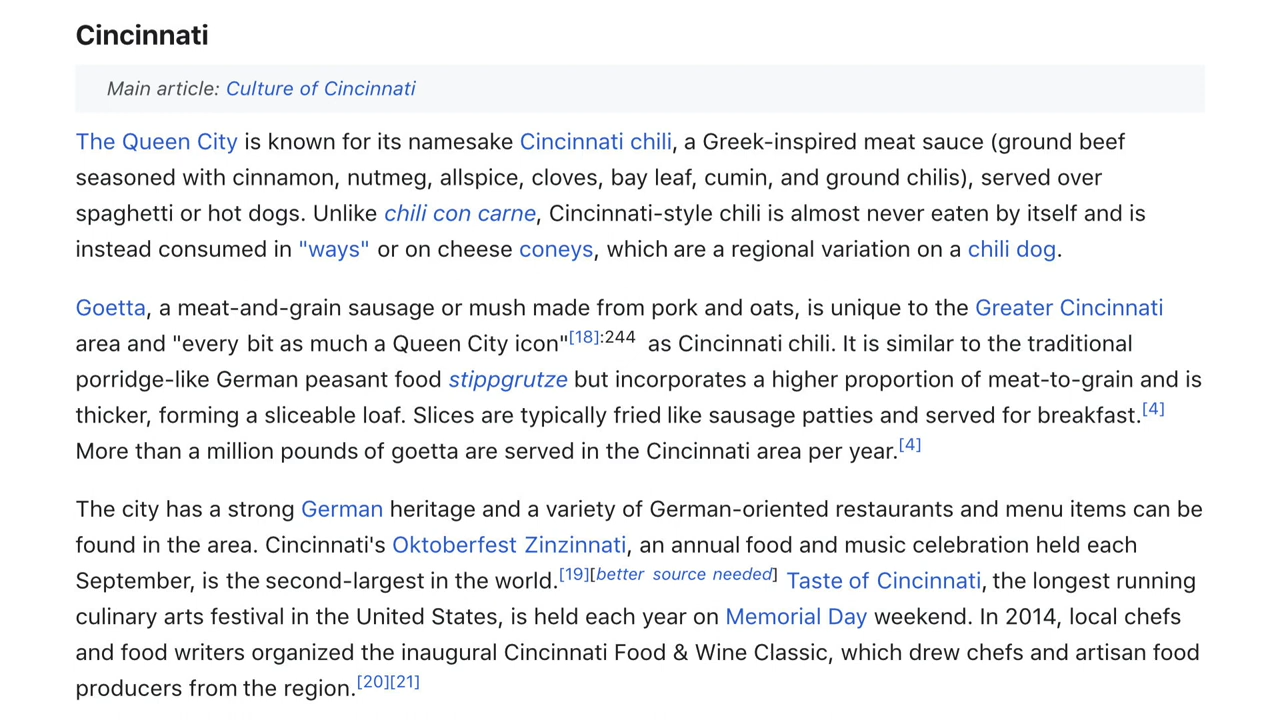 Cincinnati
Main article: Culture of Cincinnati
The Queen City is known for its namesake Cincinnati chili, a Greek-inspired meat sauce (ground beef
seasoned with cinnamon, nutmeg, allspice, cloves, bay leaf, cumin, and ground chilis), served over
spaghetti or hot dogs. Unlike chili con carne, Cincinnati-style chili is almost never eaten by itself and is
instead consumed in "ways" or on cheese coneys, which are a regional variation on a chili dog.
Goetta, a meat-and-grain sausage or mush made from pork and oats, is unique to the Greater Cincinnati
area and "every bit as much a Queen City icon"[18]:244 as Cincinnati chili. It is similar to the traditional
porridge-like German peasant food stippgrutze but incorporates a higher proportion of meat-to-grain and is
thicker, forming a sliceable loaf. Slices are typically fried like sausage patties and served for breakfast.[4]
More than a million pounds of goetta are served in the Cincinnati area per year.[4]
The city has a strong German heritage and a variety of German-oriented restaurants and menu items can be
found in the area. Cincinnati's Oktoberfest Zinzinnati, an annual food and music celebration held each
September, is the second-largest in the world.[19][better source needed] Taste of Cincinnati, the longest running
culinary arts festival in the United States, is held each year on Memorial Day weekend. In 2014, local chefs
and food writers organized the inaugural Cincinnati Food & Wine Classic, which drew chefs and artisan food
producers from the region.[20][21]